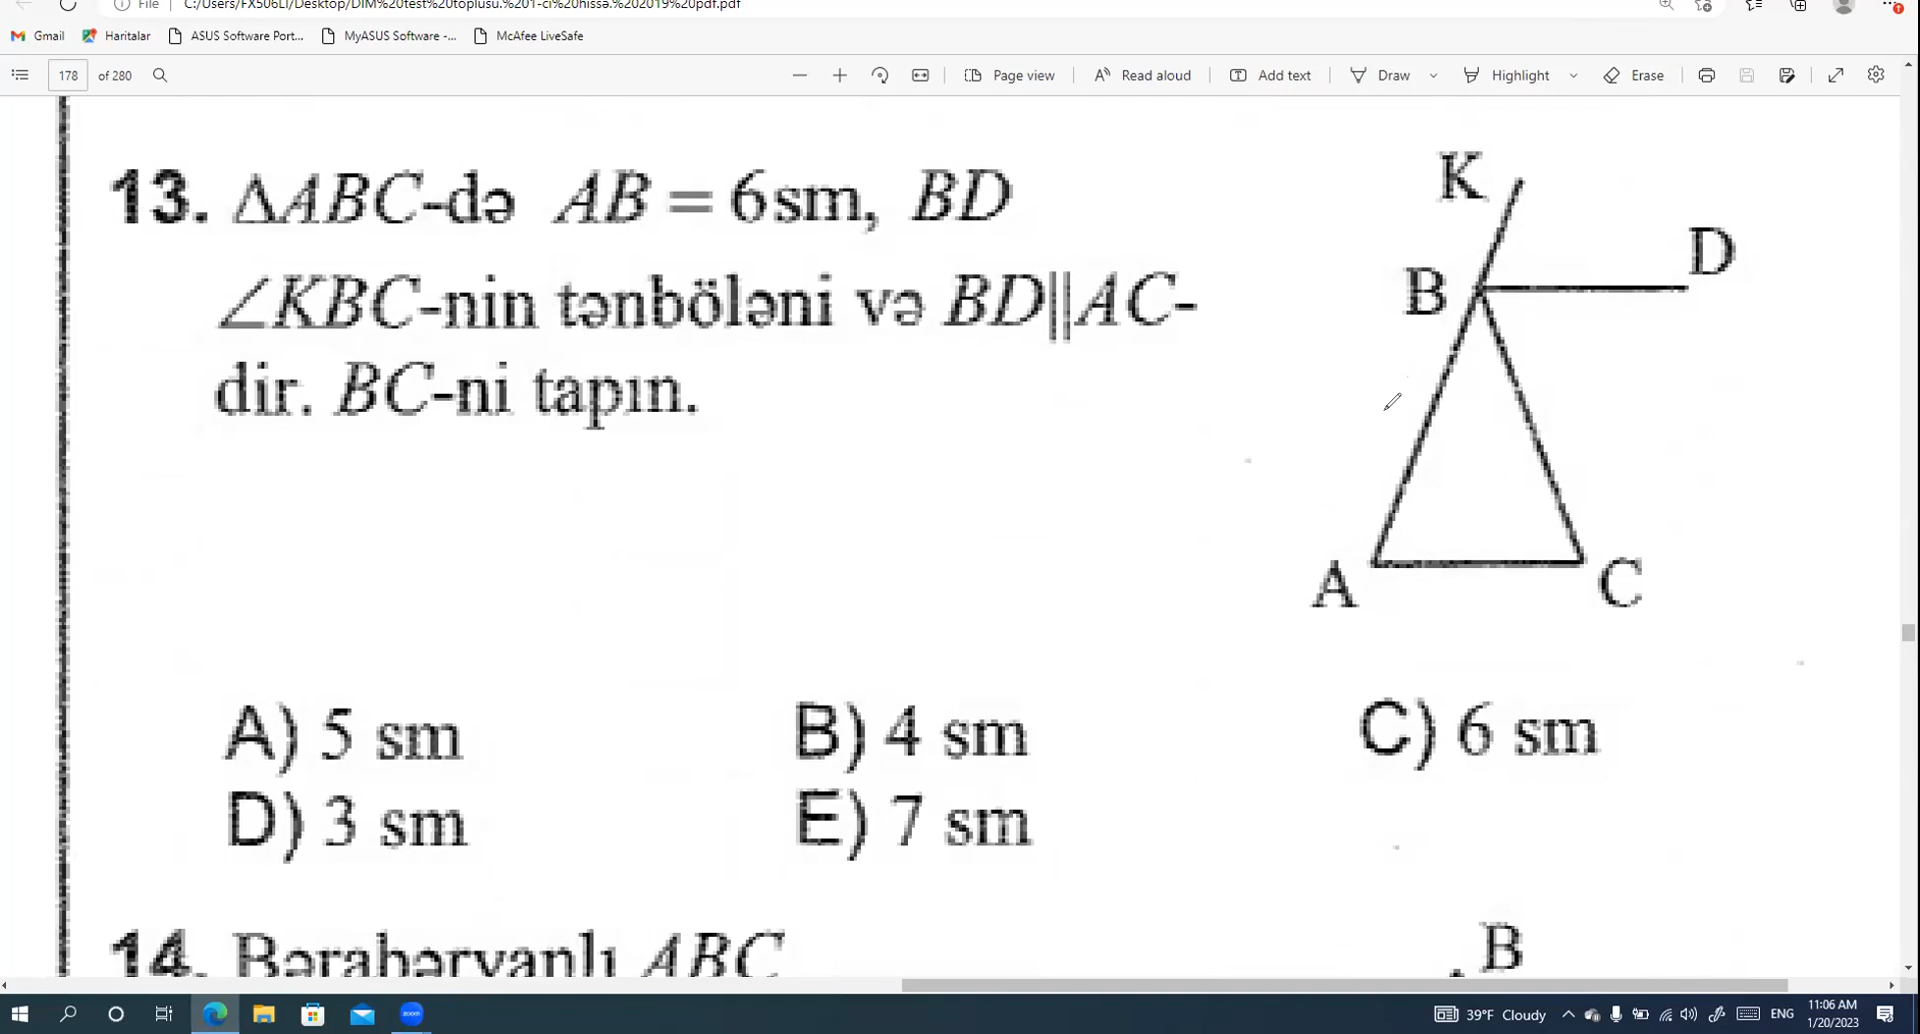 File | C:/Users/FX506LI/Desktop/DIM%20test%20toplusu.%201-ci%20hissə.%202019%20pdf.pdf
Gmail Haritalar ASUS Software Port... MyASUS Software -... McAfee LiveSafe
178 of 280 Page view Read aloud Add text Draw Highlight Erase
13. ΔABC-də AB = 6sm, BD
∠KBC-nin tənböləni və BD||AC-
dir. BC-ni tapın.
K
D
B
A
C
A) 5 sm B) 4 sm C) 6 sm
D) 3 sm E) 7 sm
14. Bərabəryanlı ABC
B
zoom 39°F Cloudy ENG 11:06 AM
1/20/2023